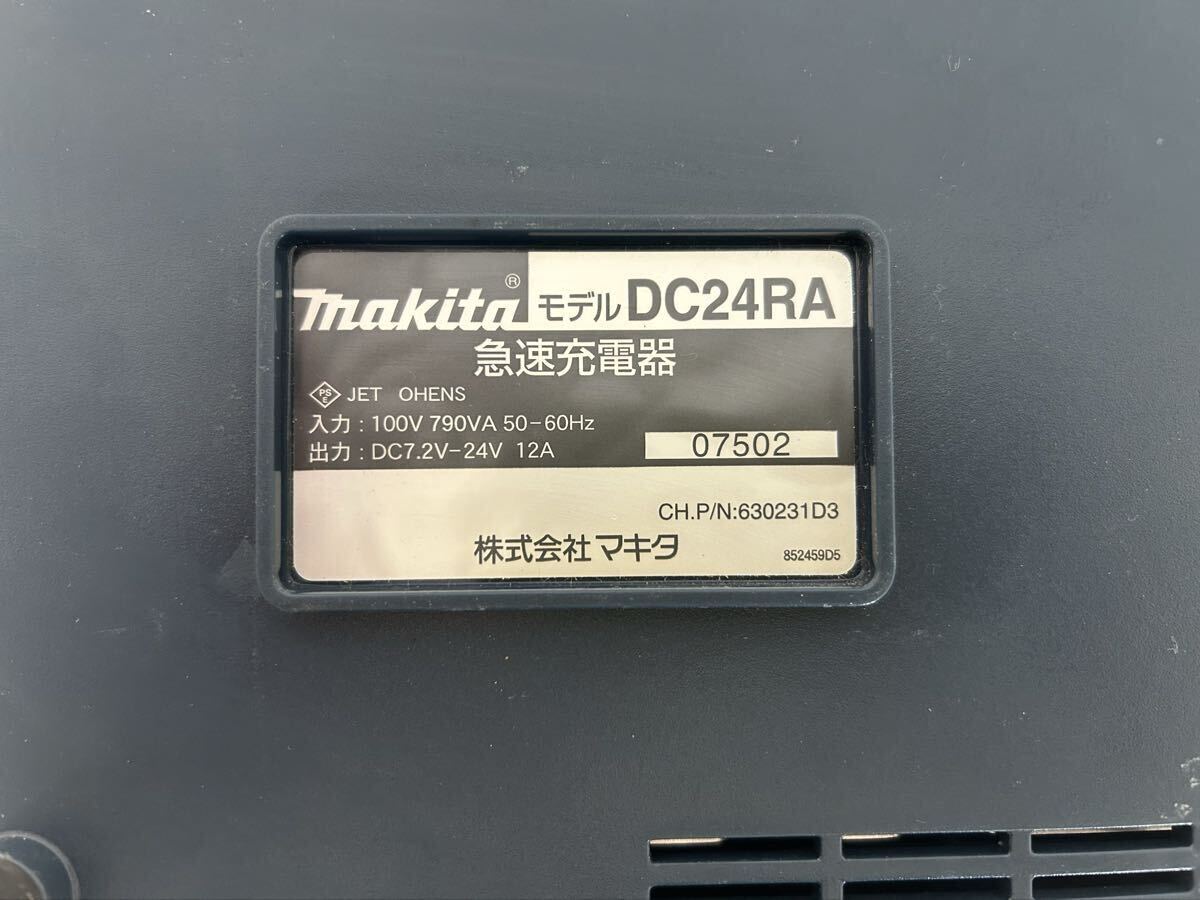 makita® モデル DC24RA
急速充電器
PS E JET OHENS
入力 : 100V 790VA 50-60Hz
出力 : DC7.2V-24V 12A
07502
CH.P/N:630231D3
株式会社 マキタ
852459D5